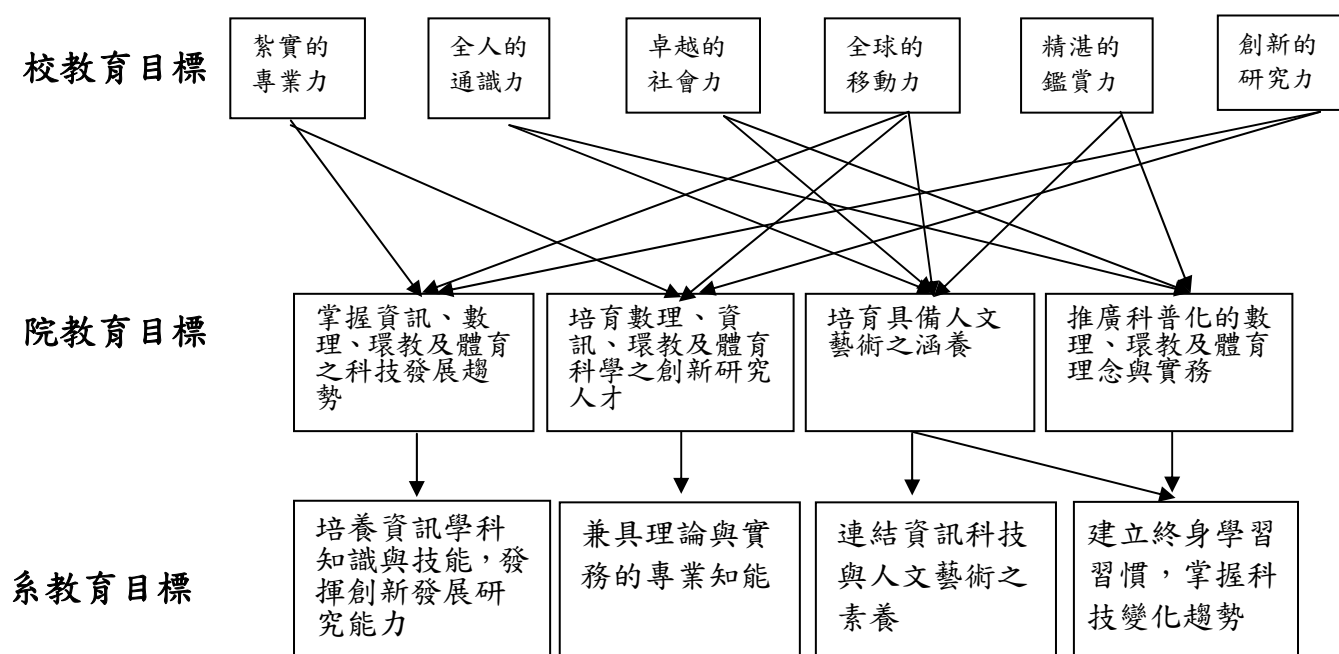 校教育目標
紮實的
專業力
全人的
通識力
卓越的
社會力
全球的
移動力
精湛的
鑑賞力
創新的
研究力
院教育目標
掌握資訊、數
理、環教及體育
之科技發展趨
勢
培育數理、資
訊、環教及體育
科學之創新研究
人才
培育具備人文
藝術之涵養
推廣科普化的數
理、環教及體育
理念與實務
系教育目標
培養資訊學科
知識與技能，發
揮創新發展研
究能力
兼具理論與實
務的專業知能
連結資訊科技
與人文藝術之
素養
建立終身學習
習慣，掌握科
技變化趨勢